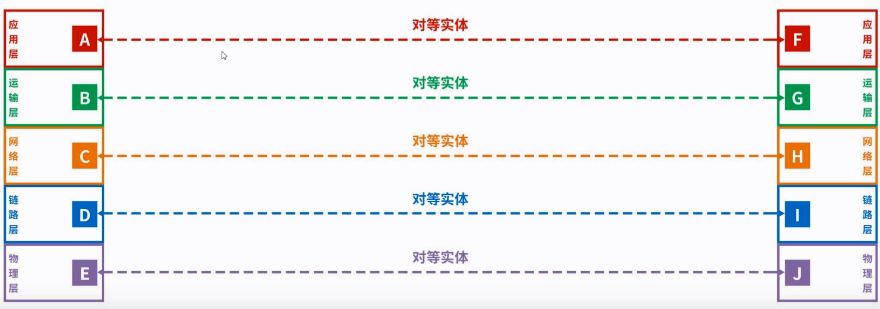 应用层 A 对等实体 F 应用层
运输层 B 对等实体 G 运输层
网络层 C 对等实体 H 网络层
链路层 D 对等实体 I 链路层
物理层 E 对等实体 J 物理层